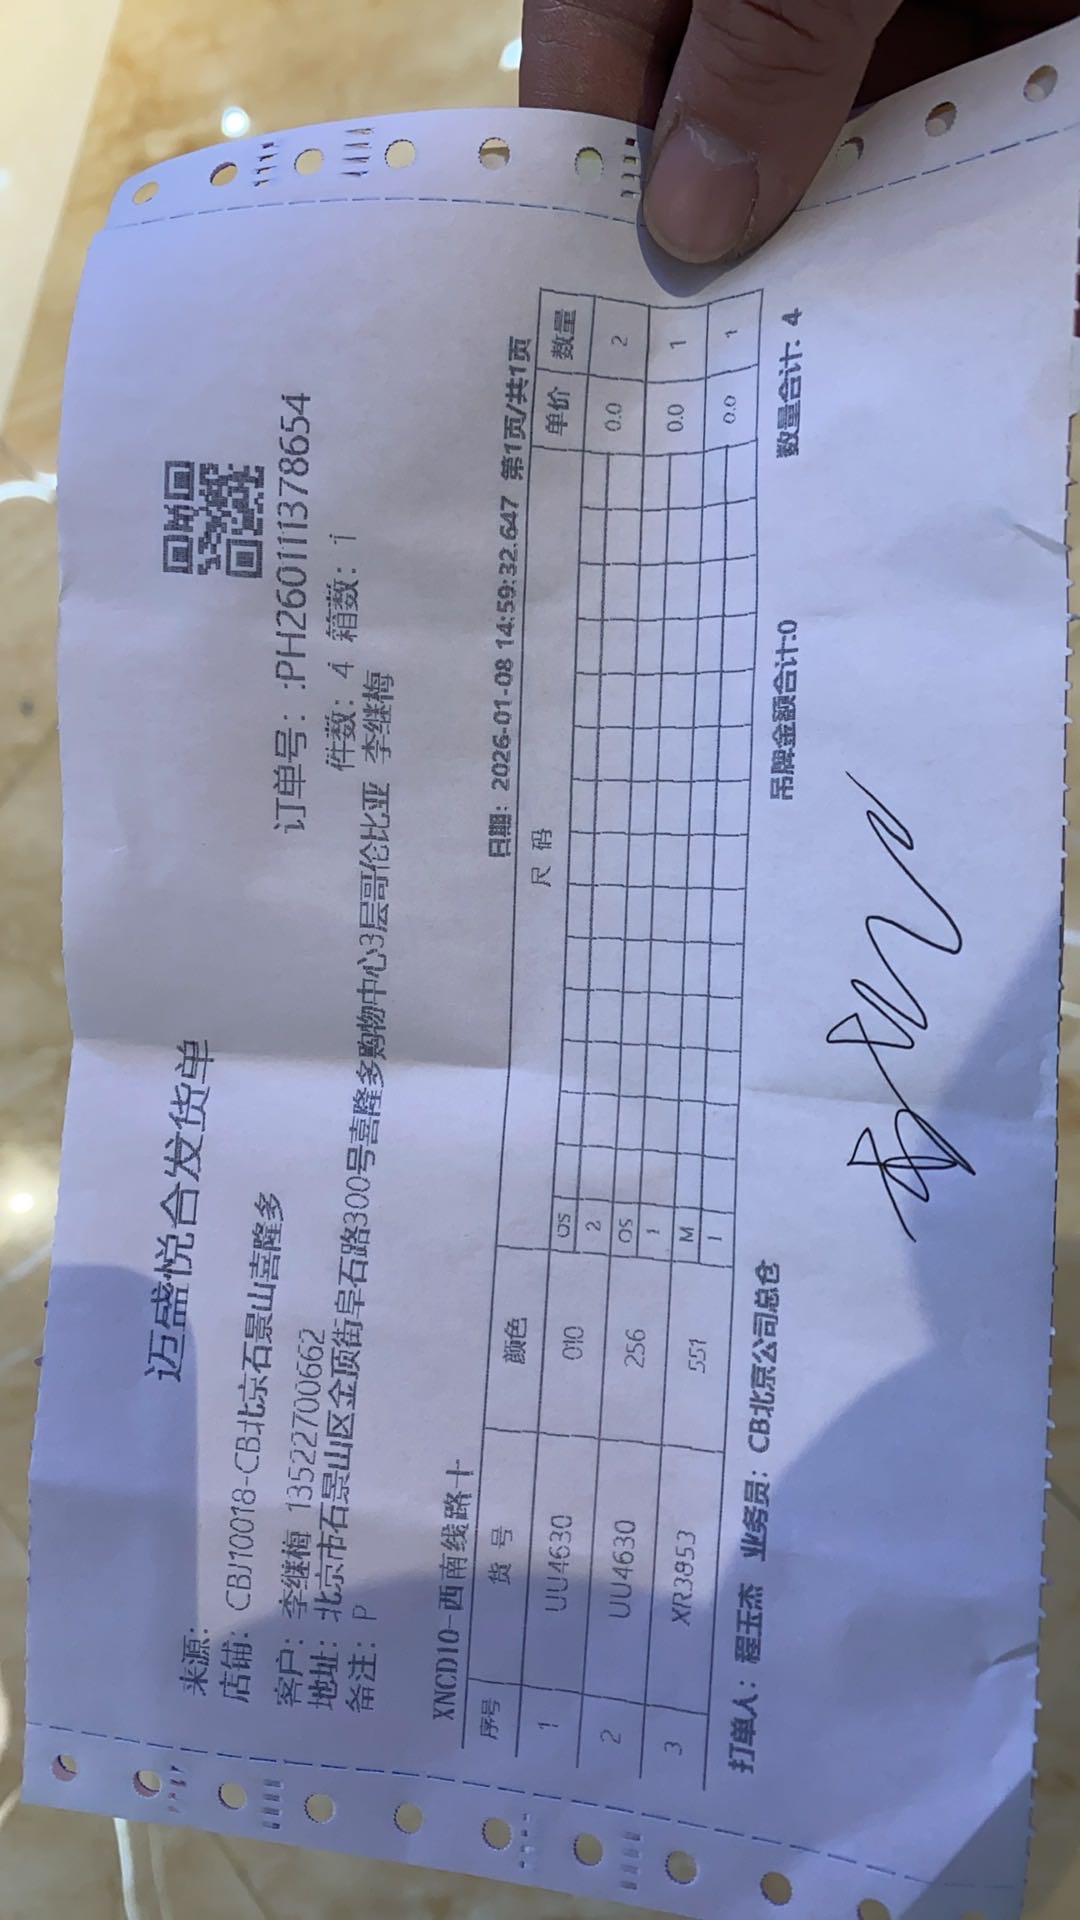 迈盛悦合发货单
来源:
店铺: CBJ10018-CB北京石景山喜隆多
订单号: :PH260111378654
客户: 李继梅 13522700662
件数: 4 箱数: 1
地址: 北京市石景山区金顶街阜石路300号喜隆多购物中心3层哥伦比亚 李继梅
备注: P
XNCD10-西南线路十
日期: 2026-01-08 14:59:32.647 第1页/共1页
序号 货号 颜色 尺码 单价 数量
1 UU4630 010 OS 0.0 2
2
2 UU4630 256 OS 0.0 1
1
3 XR3953 551 M 0.0 1
1
打单人: 程玉杰 业务员: CB北京公司总仓 吊牌金额合计:0 数量合计: 4